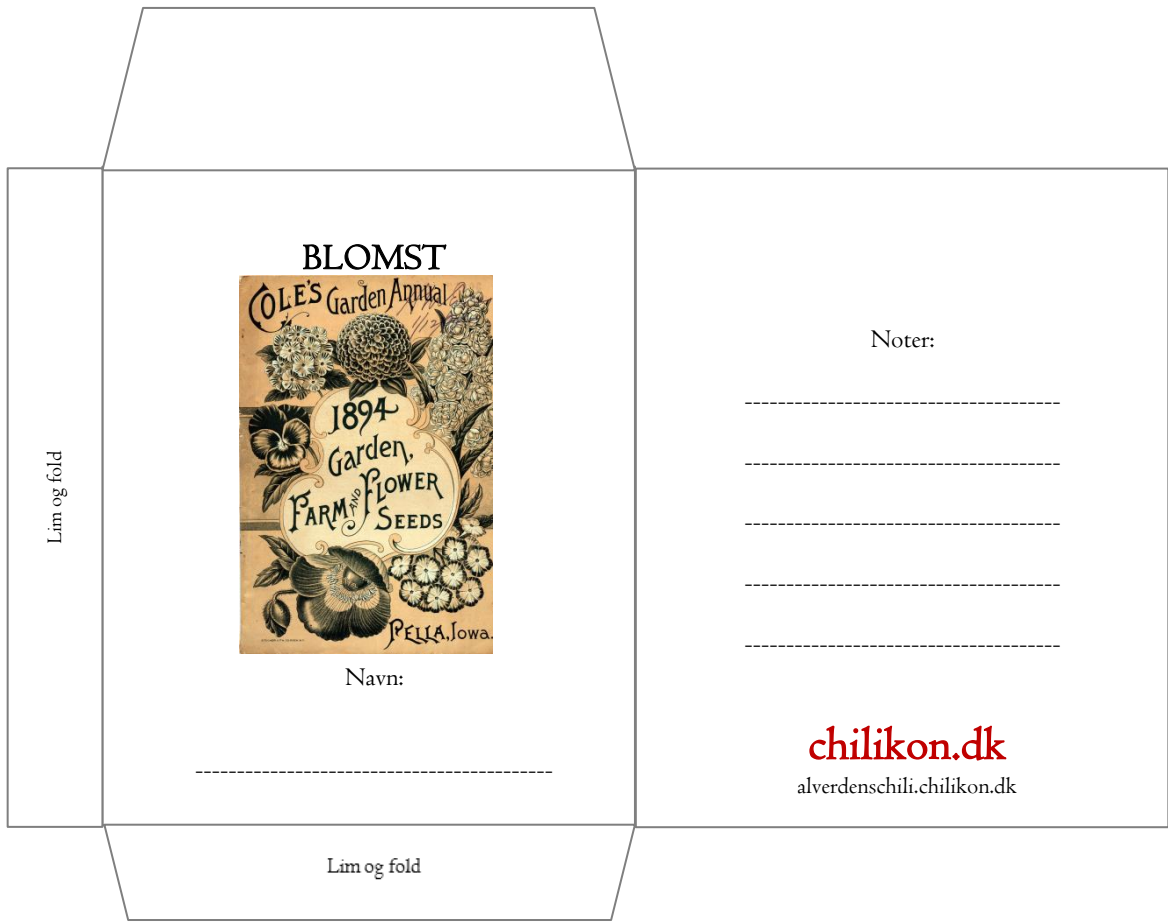 BLOMST
COLE'S Garden Annual
1894
Garden,
FARM AND FLOWER
SEEDS
PELLA, Iowa.
Navn:
Lim og fold
Lim og fold
Noter:
chilikon.dk
alverdenschili.chilikon.dk